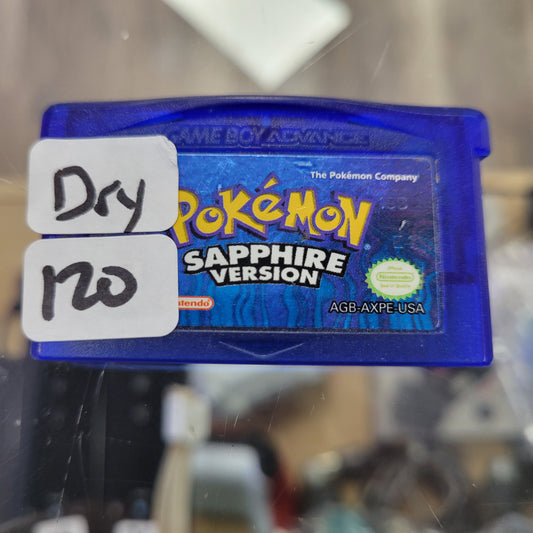 GAME BOY ADVANCE
Dry
120
The Pokémon Company
POKéMON
SAPPHIRE
VERSION
Nintendo
AGB-AXPE-USA